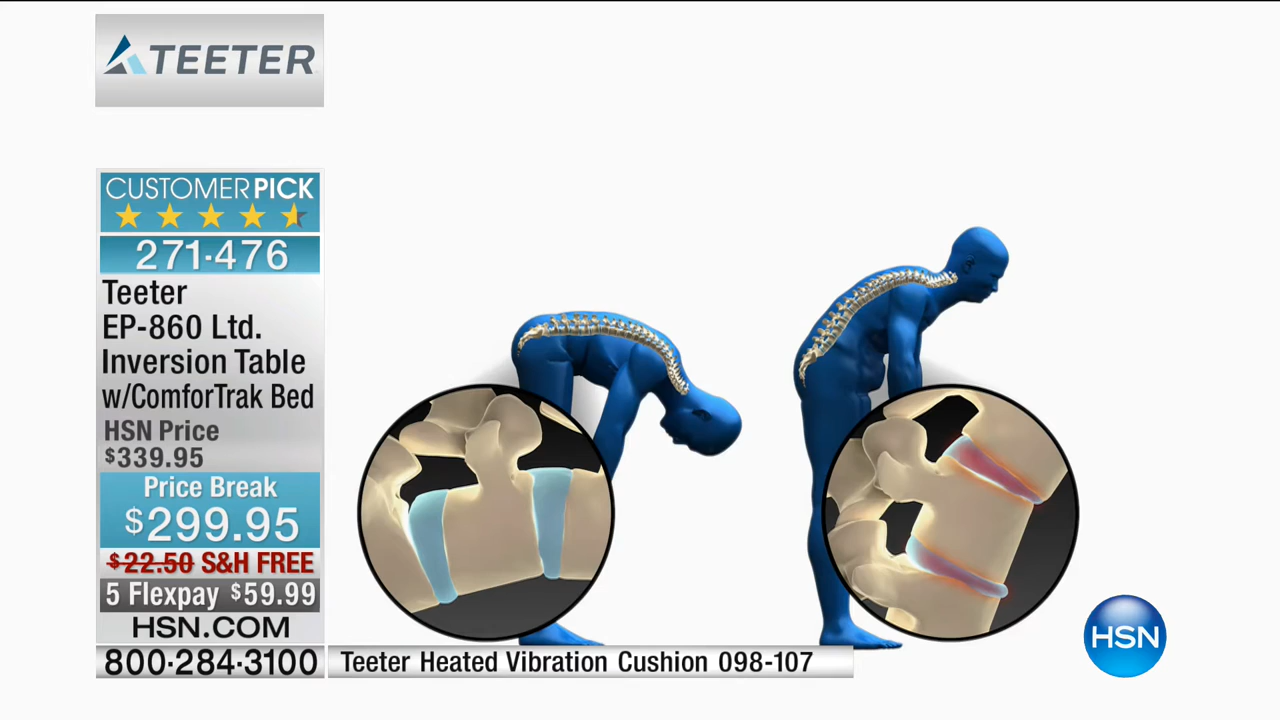 TEETER
CUSTOMERPICK
271·476
Teeter
EP-860 Ltd.
Inversion Table
w/ComforTrak Bed
HSN Price
$339.95
Price Break
$299.95
$22.50 S&H FREE
5 Flexpay $59.99
HSN.COM
800·284·3100
Teeter Heated Vibration Cushion 098-107
HSN